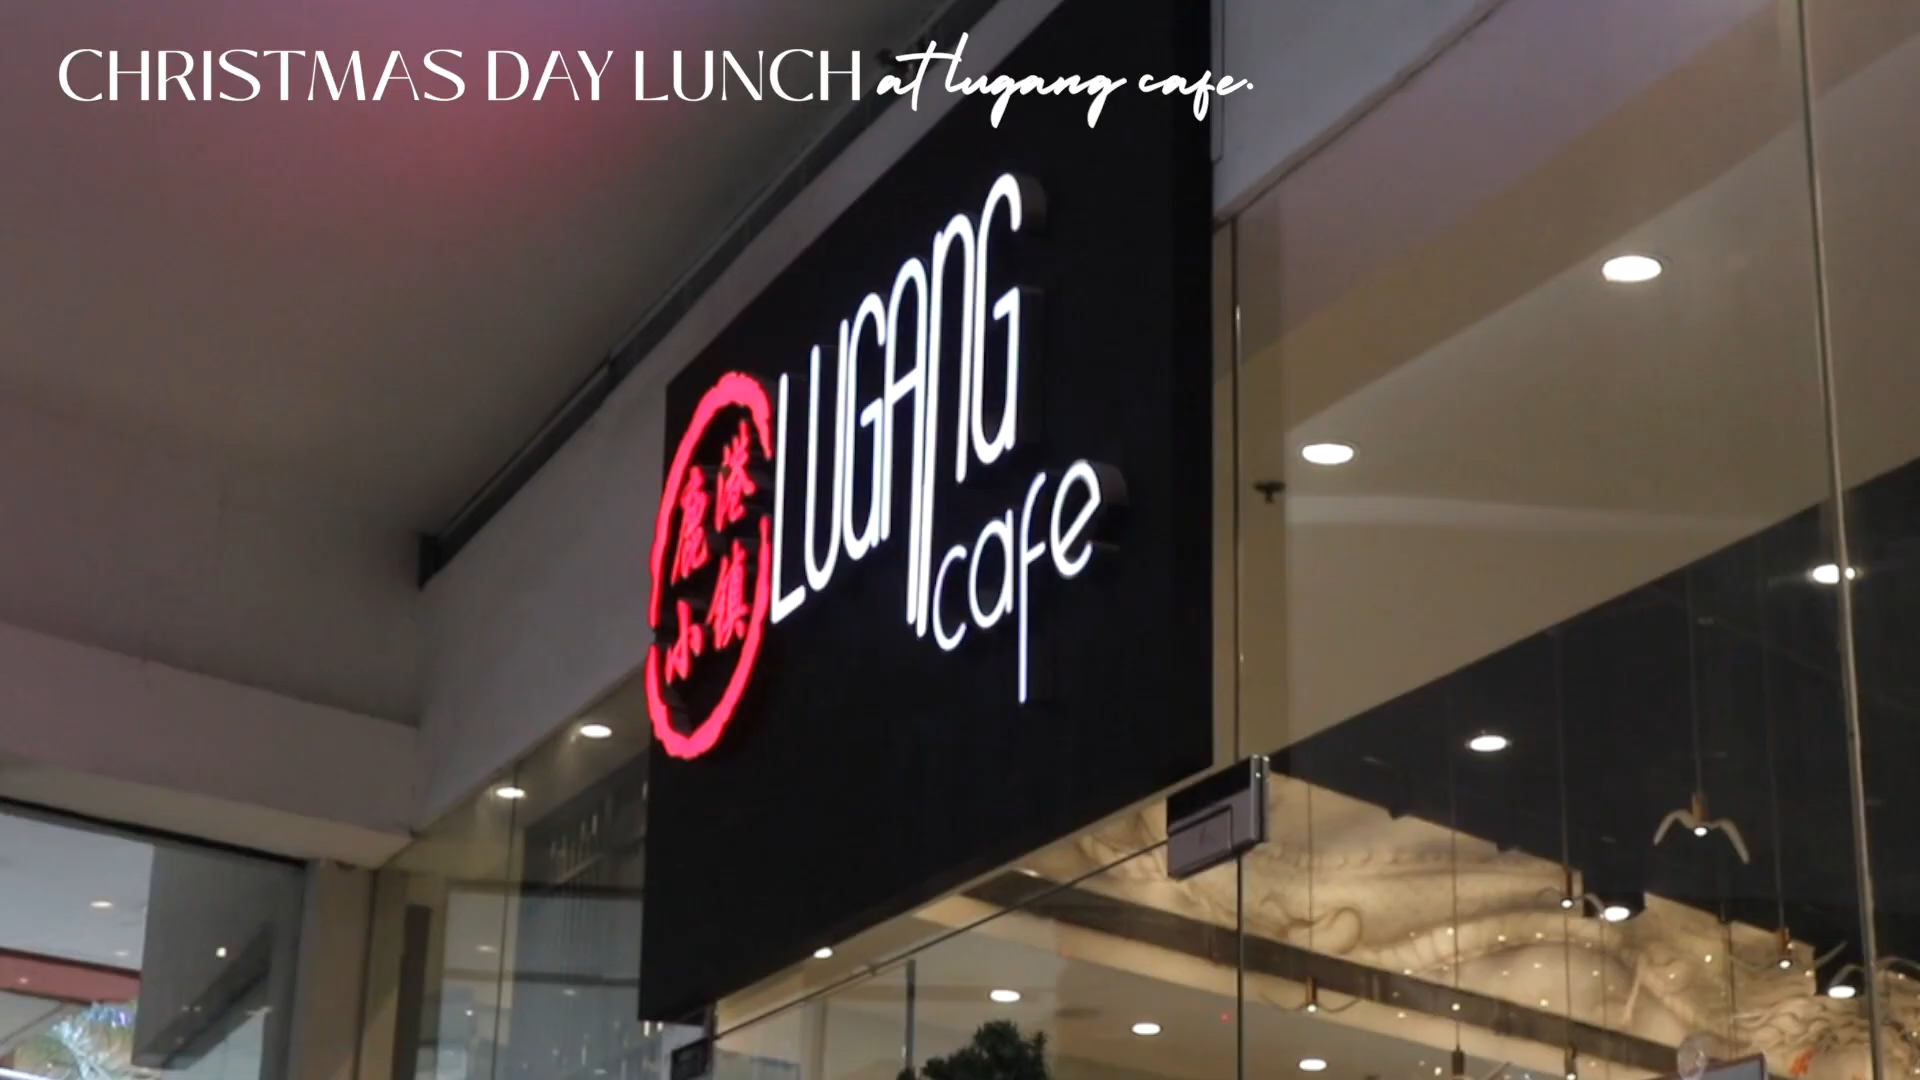 CHRISTMAS DAY LUNCH at lugang cafe.
鹿港
小鎮
LUGANG
cafe